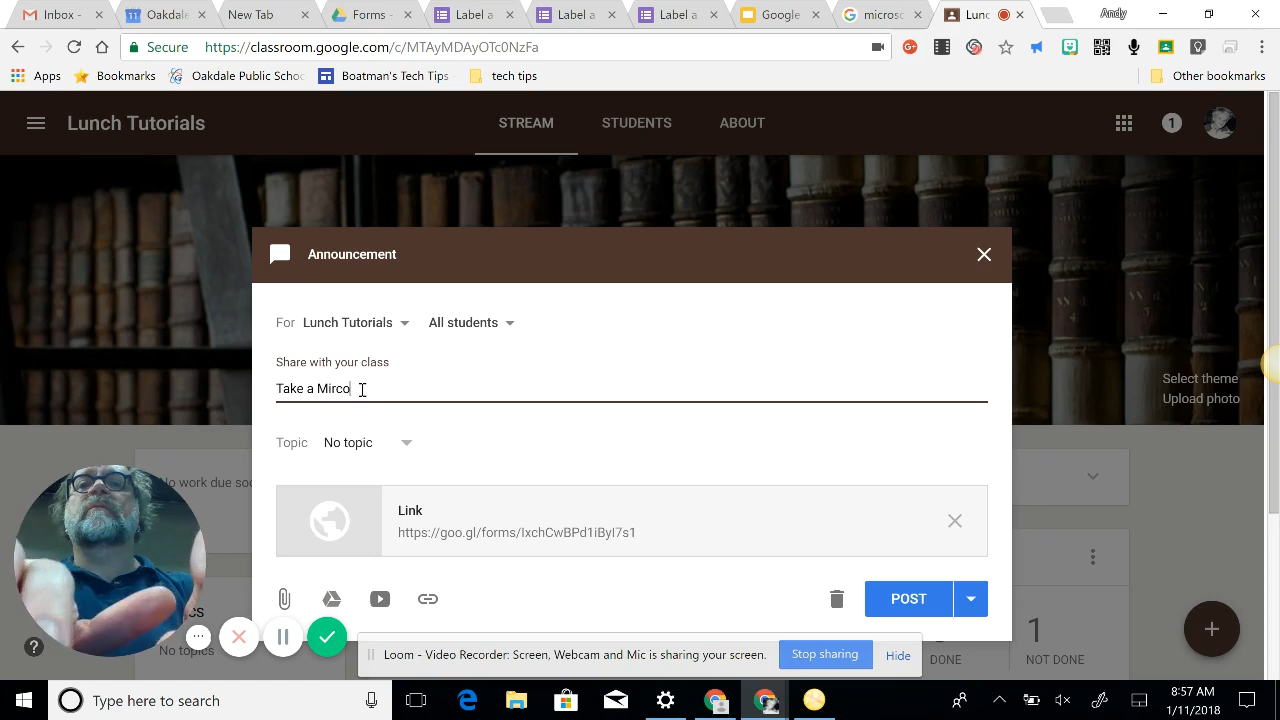 Inbox -
Oakdale
New Tab
Forms -
Label a
Label a
Label a
Google
microsc
Lunc
Andy
Secure
https://classroom.google.com/c/MTAyMDAyOTc0NzFa
Apps
Bookmarks
Oakdale Public Scho
Boatman's Tech Tips
tech tips
Other bookmarks
Lunch Tutorials
STREAM
STUDENTS
ABOUT
1
Announcement
For Lunch Tutorials
All students
Share with your class
Take a Mirco
Select theme
Upload photo
Topic No topic
No work due soo
Link
https://goo.gl/forms/IxchCwBPd1iByI7s1
POST
No topics
1
DONE
NOT DONE
Loom - Video Recorder: Screen, Webcam and Mic is sharing your screen.
Stop sharing
Hide
Type here to search
8:57 AM
1/11/2018